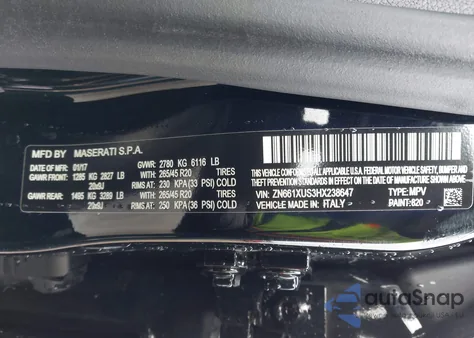 MFD BY: MASERATI S.P.A.
DATE OF MFR: 01/17 GVWR: 2780 KG 6116 LB
GAWR FRONT: 1285 KG 2827 LB WITH: 265/45 R20 TIRES
20x9J RIMS AT: 230 KPA (33 PSI) COLD
GAWR REAR: 1495 KG 3289 LB WITH: 265/45 R20 TIRES
20x9J RIMS AT: 250 KPA (36 PSI) COLD
THIS VEHICLE CONFORMS TO ALL APPLICABLE
FEDERAL MOTOR VEHICLE SAFETY, BUMPER, AND
THEFT PREVENTION STANDARDS IN EFFECT ON THE
DATE OF MANUFACTURE SHOWN ABOVE.
VIN: ZN661XUS3HX238647 TYPE: MPV
VEHICLE MADE IN: ITALY PAINT: 820
autoSnap